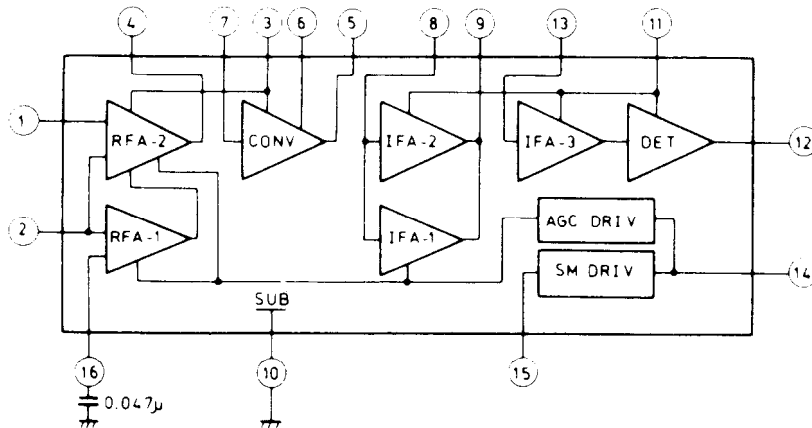 4 7 3 6 5 8 9 13 11
1 RFA-2 CONV IFA-2 IFA-3 DET 12
2 RFA-1 IFA-1 AGC DRIV
SM DRIV 14
SUB
16 10 15
0.047μ